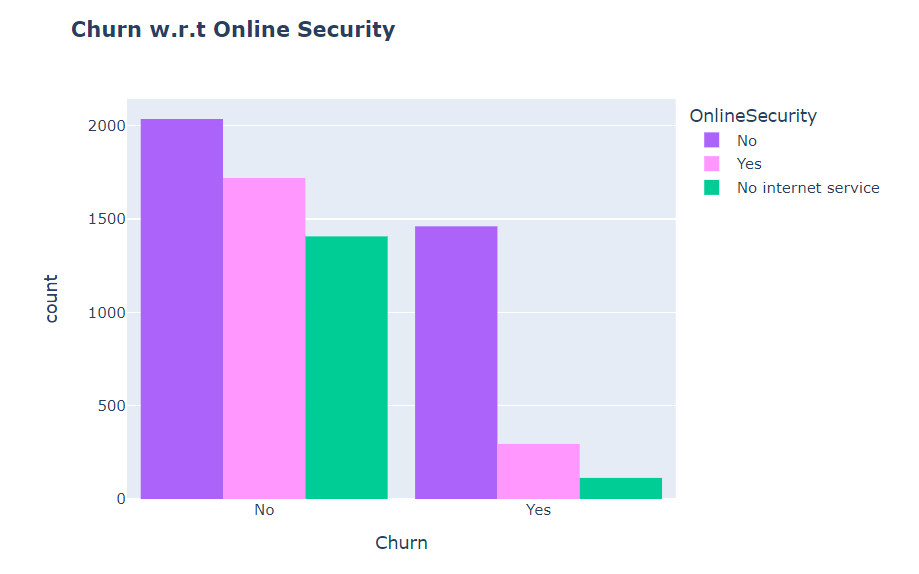 Churn w.r.t Online Security
OnlineSecurity
No
Yes
No internet service
count
2000
1500
1000
500
0
No
Yes
Churn